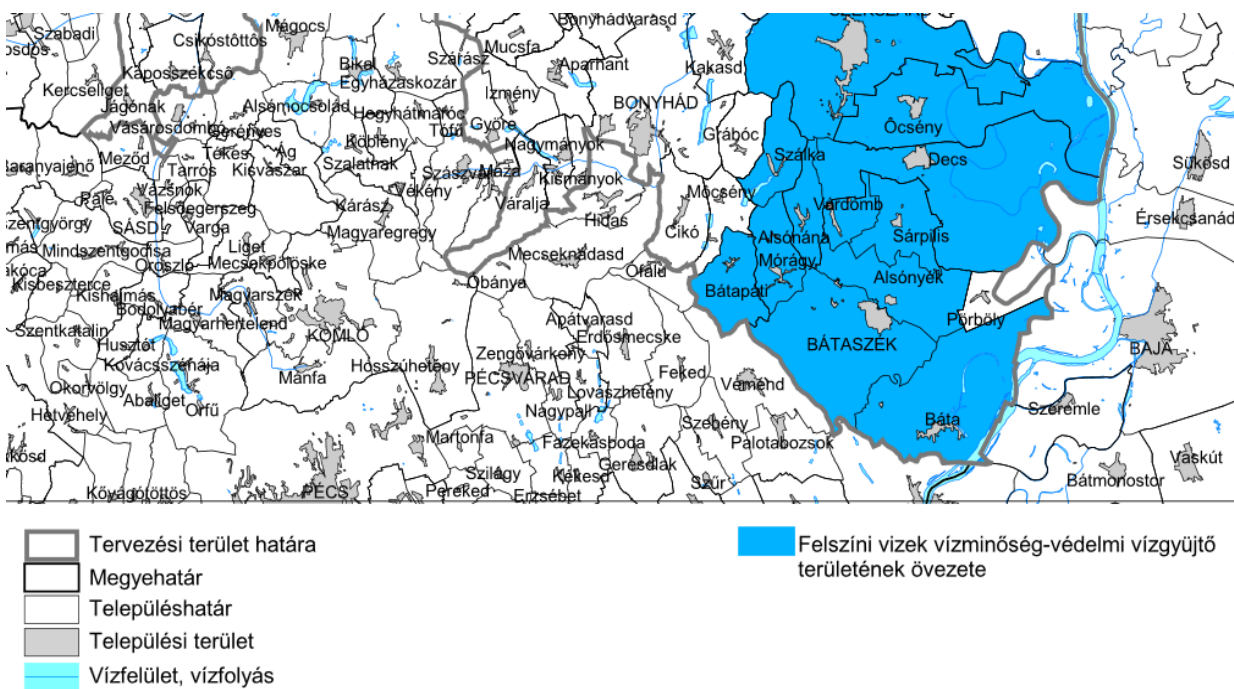 Szabadi
Mágocs
Csikóstőttős
Kaposszekcső
Kercseliget
Jágónak
Vásárosdombó
Gerényes
Alsómocsolád
Bikal
Egyházaskozár
Szárász
Mucsfa
Bonyhádvarasd
Aparhant
Izmény
Kakasd
Hegyhátmaróc
Tófű
Györe
BONYHÁD
Grábóc
Nagymányok
Köblény
Szalatnak
Tékes
Ág
Kisvaszar
Baranyajenő
Meződ
Tarrós
Vázsnok
Palé
Felsőegerszeg
SÁSD
Varga
Vékény
Szászvár
Máza
Kismányok
Váralja
Kárász
Magyaregregy
Hidas
Cikó
Mőcsény
Szálka
Őcsény
Decs
Várdomb
Sárpilis
Alsónána
Mórágy
Alsónyék
Bátapáti
Ófalu
Mecseknádasd
Óbánya
Mindszentgodisa
Oroszló
Liget
Mecsekpölöske
Kisbeszterce
Kishajmás
Bodolyabér
Magyarszék
Magyarhertelend
KOMLÓ
Szentkatalin
Husztót
Kovácsszénája
Okorvölgy
Abaliget
Orfű
Hetvehely
Mánfa
Hosszúhetény
Zengővárkony
PÉCSVÁRAD
Apátvarasd
Erdősmecske
Lovászhetény
Nagypall
Feked
Véménd
Szebény
Palotabozsok
Fazekasboda
Geresdlak
Martonfa
Szilágy
Kékesd
Pereked
Erzsébet
Szűr
PÉCS
Kővágótöttös
BÁTASZÉK
Báta
Pörböly
BAJA
Szeremle
Bátmonostor
Vaskút
Érsekcsanád
Sükösd
Tervezési terület határa
Megyehatár
Településhatár
Települési terület
Vízfelület, vízfolyás
Felszíni vizek vízminőség-védelmi vízgyüjtő
területének övezete